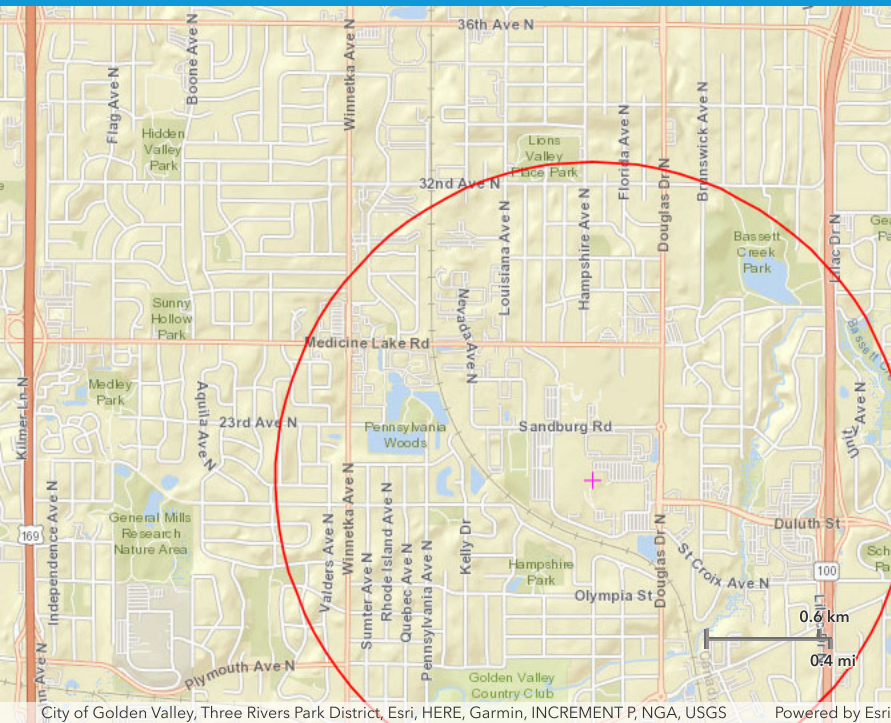 36th Ave N
Boone Ave N
Winnetka Ave N
Flag Ave N
Brunswick Ave N
Florida Ave N
Hidden
Valley
Park
Lions
Valley
Place Park
32nd Ave N
Douglas Dr N
Louisiana Ave N
Hampshire Ave N
Lilac Dr N
Bassett
Creek
Park
Sunny
Hollow
Park
Nevada Ave N
Medicine Lake Rd
Medley
Park
Kilmer Ln N
Aquila Ave N
23rd Ave N
Pennsylvania
Woods
Sandburg Rd
169
Independence Ave N
General Mills
Research
Nature Area
Valders Ave N
Winnetka Ave N
Sumter Ave N
Rhode Island Ave N
Quebec Ave N
Pennsylvania Ave N
Kelly Dr
Hampshire
Park
Olympia St
Douglas Dr N
St Croix Ave N
Duluth St
100
0.6 km
0.4 mi
Plymouth Ave N
Golden Valley
Country Club
City of Golden Valley, Three Rivers Park District, Esri, HERE, Garmin, INCREMENT P, NGA, USGS
Powered by Esr